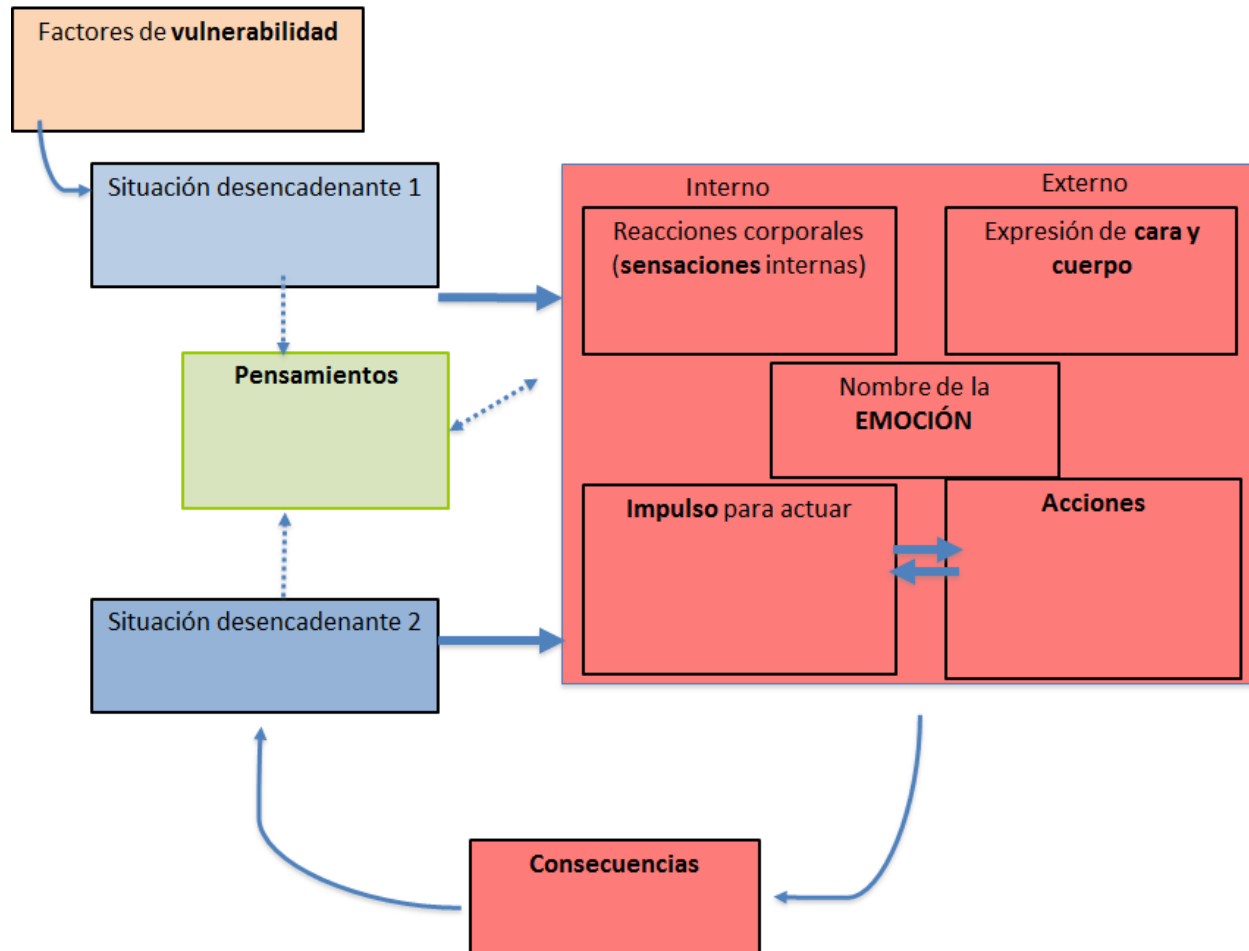 Factores de vulnerabilidad
Situación desencadenante 1
Interno
Externo
Reacciones corporales
(sensaciones internas)
Expresión de cara y
cuerpo
Pensamientos
Nombre de la
EMOCIÓN
Impulso para actuar
Acciones
Situación desencadenante 2
Consecuencias